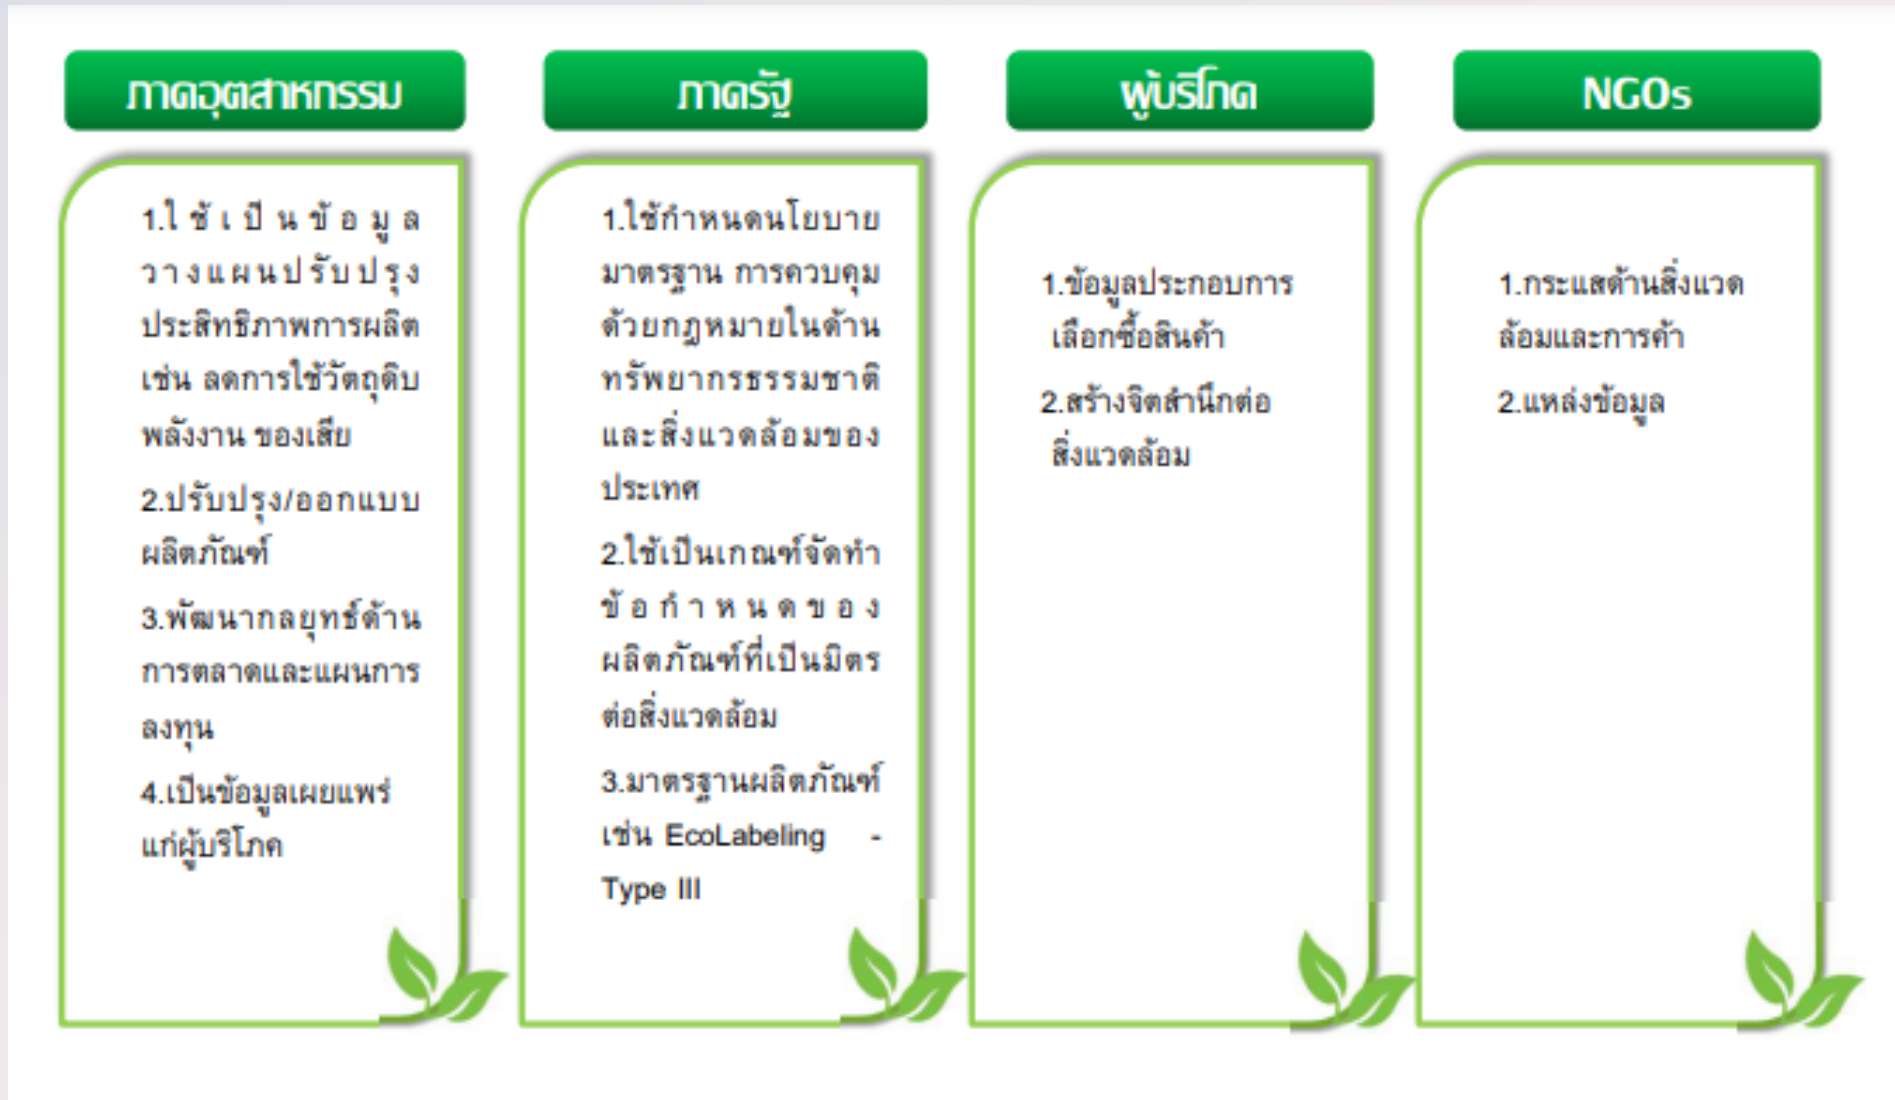 ภาคอุตสาหกรรม
1.ใช้เป็นข้อมูล
วางแผนปรับปรุง
ประสิทธิภาพการผลิต
เช่น ลดการใช้วัตถุดิบ
พลังงาน ของเสีย
2.ปรับปรุง/ออกแบบ
ผลิตภัณฑ์
3.พัฒนากลยุทธ์ด้าน
การตลาดและแผนการ
ลงทุน
4.เป็นข้อมูลเผยแพร่
แก่ผู้บริโภค
ภาครัฐ
1.ใช้กำหนดนโยบาย
มาตรฐาน การควบคุม
ด้วยกฎหมายในด้าน
ทรัพยากรธรรมชาติ
และสิ่งแวดล้อมของ
ประเทศ
2.ใช้เป็นเกณฑ์จัดทำ
ข้อกำหนดของ
ผลิตภัณฑ์ที่เป็นมิตร
ต่อสิ่งแวดล้อม
3.มาตรฐานผลิตภัณฑ์
เช่น EcoLabeling -
Type III
ผู้บริโภค
1.ข้อมูลประกอบการ
เลือกซื้อสินค้า
2.สร้างจิตสำนึกต่อ
สิ่งแวดล้อม
NGOs
1.กระแสด้านสิ่งแวด
ล้อมและการค้า
2.แหล่งข้อมูล